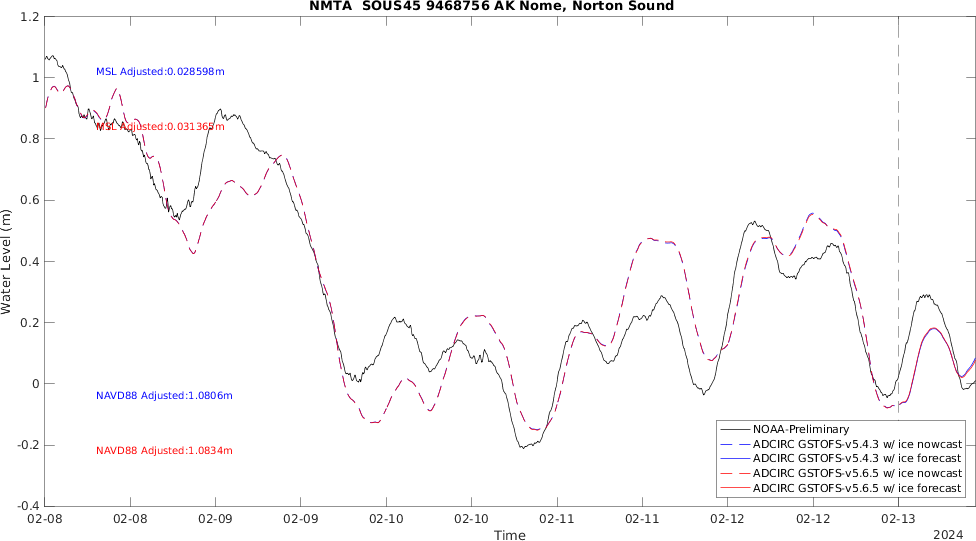 NMTA SOUS45 9468756 AK Nome, Norton Sound
1.2
1
0.8
0.6
0.4
0.2
0
-0.2
-0.4
Water Level (m)
MSL Adjusted:0.028598m
MSL Adjusted:0.031365m
NAVD88 Adjusted:1.0806m
NAVD88 Adjusted:1.0834m
NOAA-Preliminary
ADCIRC GSTOFS-v5.4.3 w/ ice nowcast
ADCIRC GSTOFS-v5.4.3 w/ ice forecast
ADCIRC GSTOFS-v5.6.5 w/ ice nowcast
ADCIRC GSTOFS-v5.6.5 w/ ice forecast
02-08 02-08 02-09 02-09 02-10 02-10 02-11 02-11 02-12 02-12 02-13
Time
2024